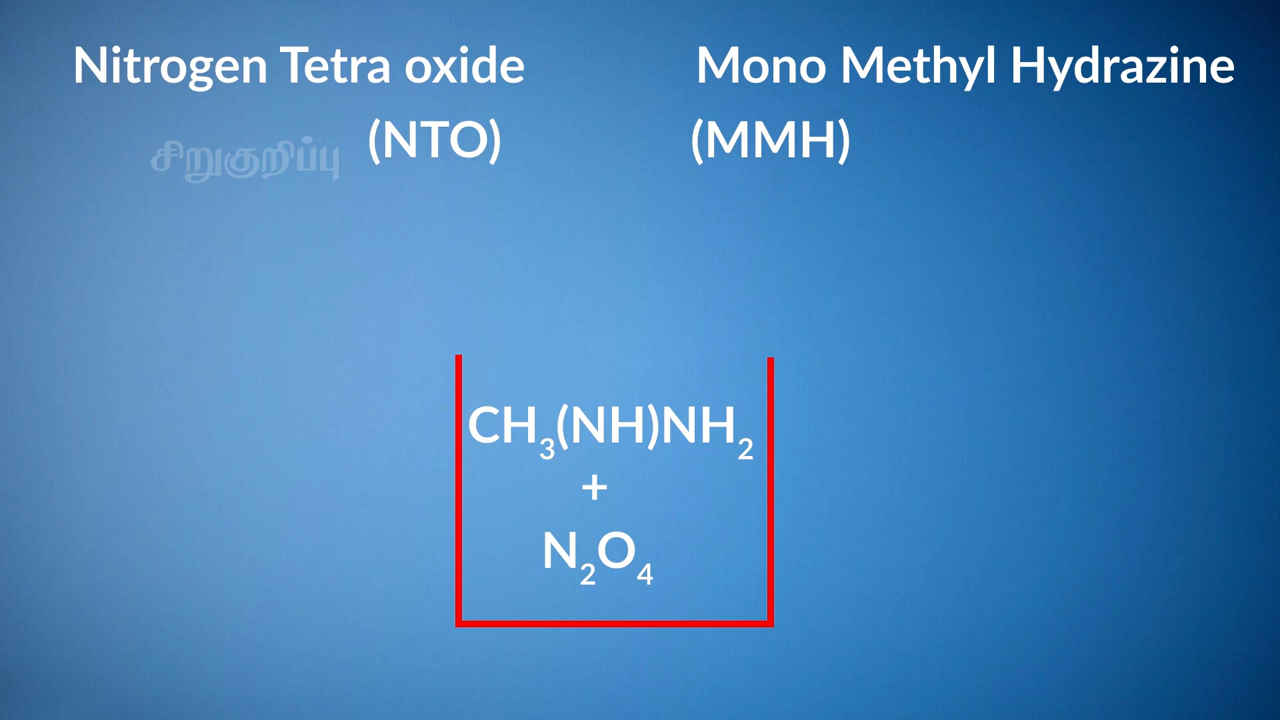 Nitrogen Tetra oxide
(NTO)
Mono Methyl Hydrazine
(MMH)
சிறுகுறிப்பு
CH₃(NH)NH₂
+
N₂O₄